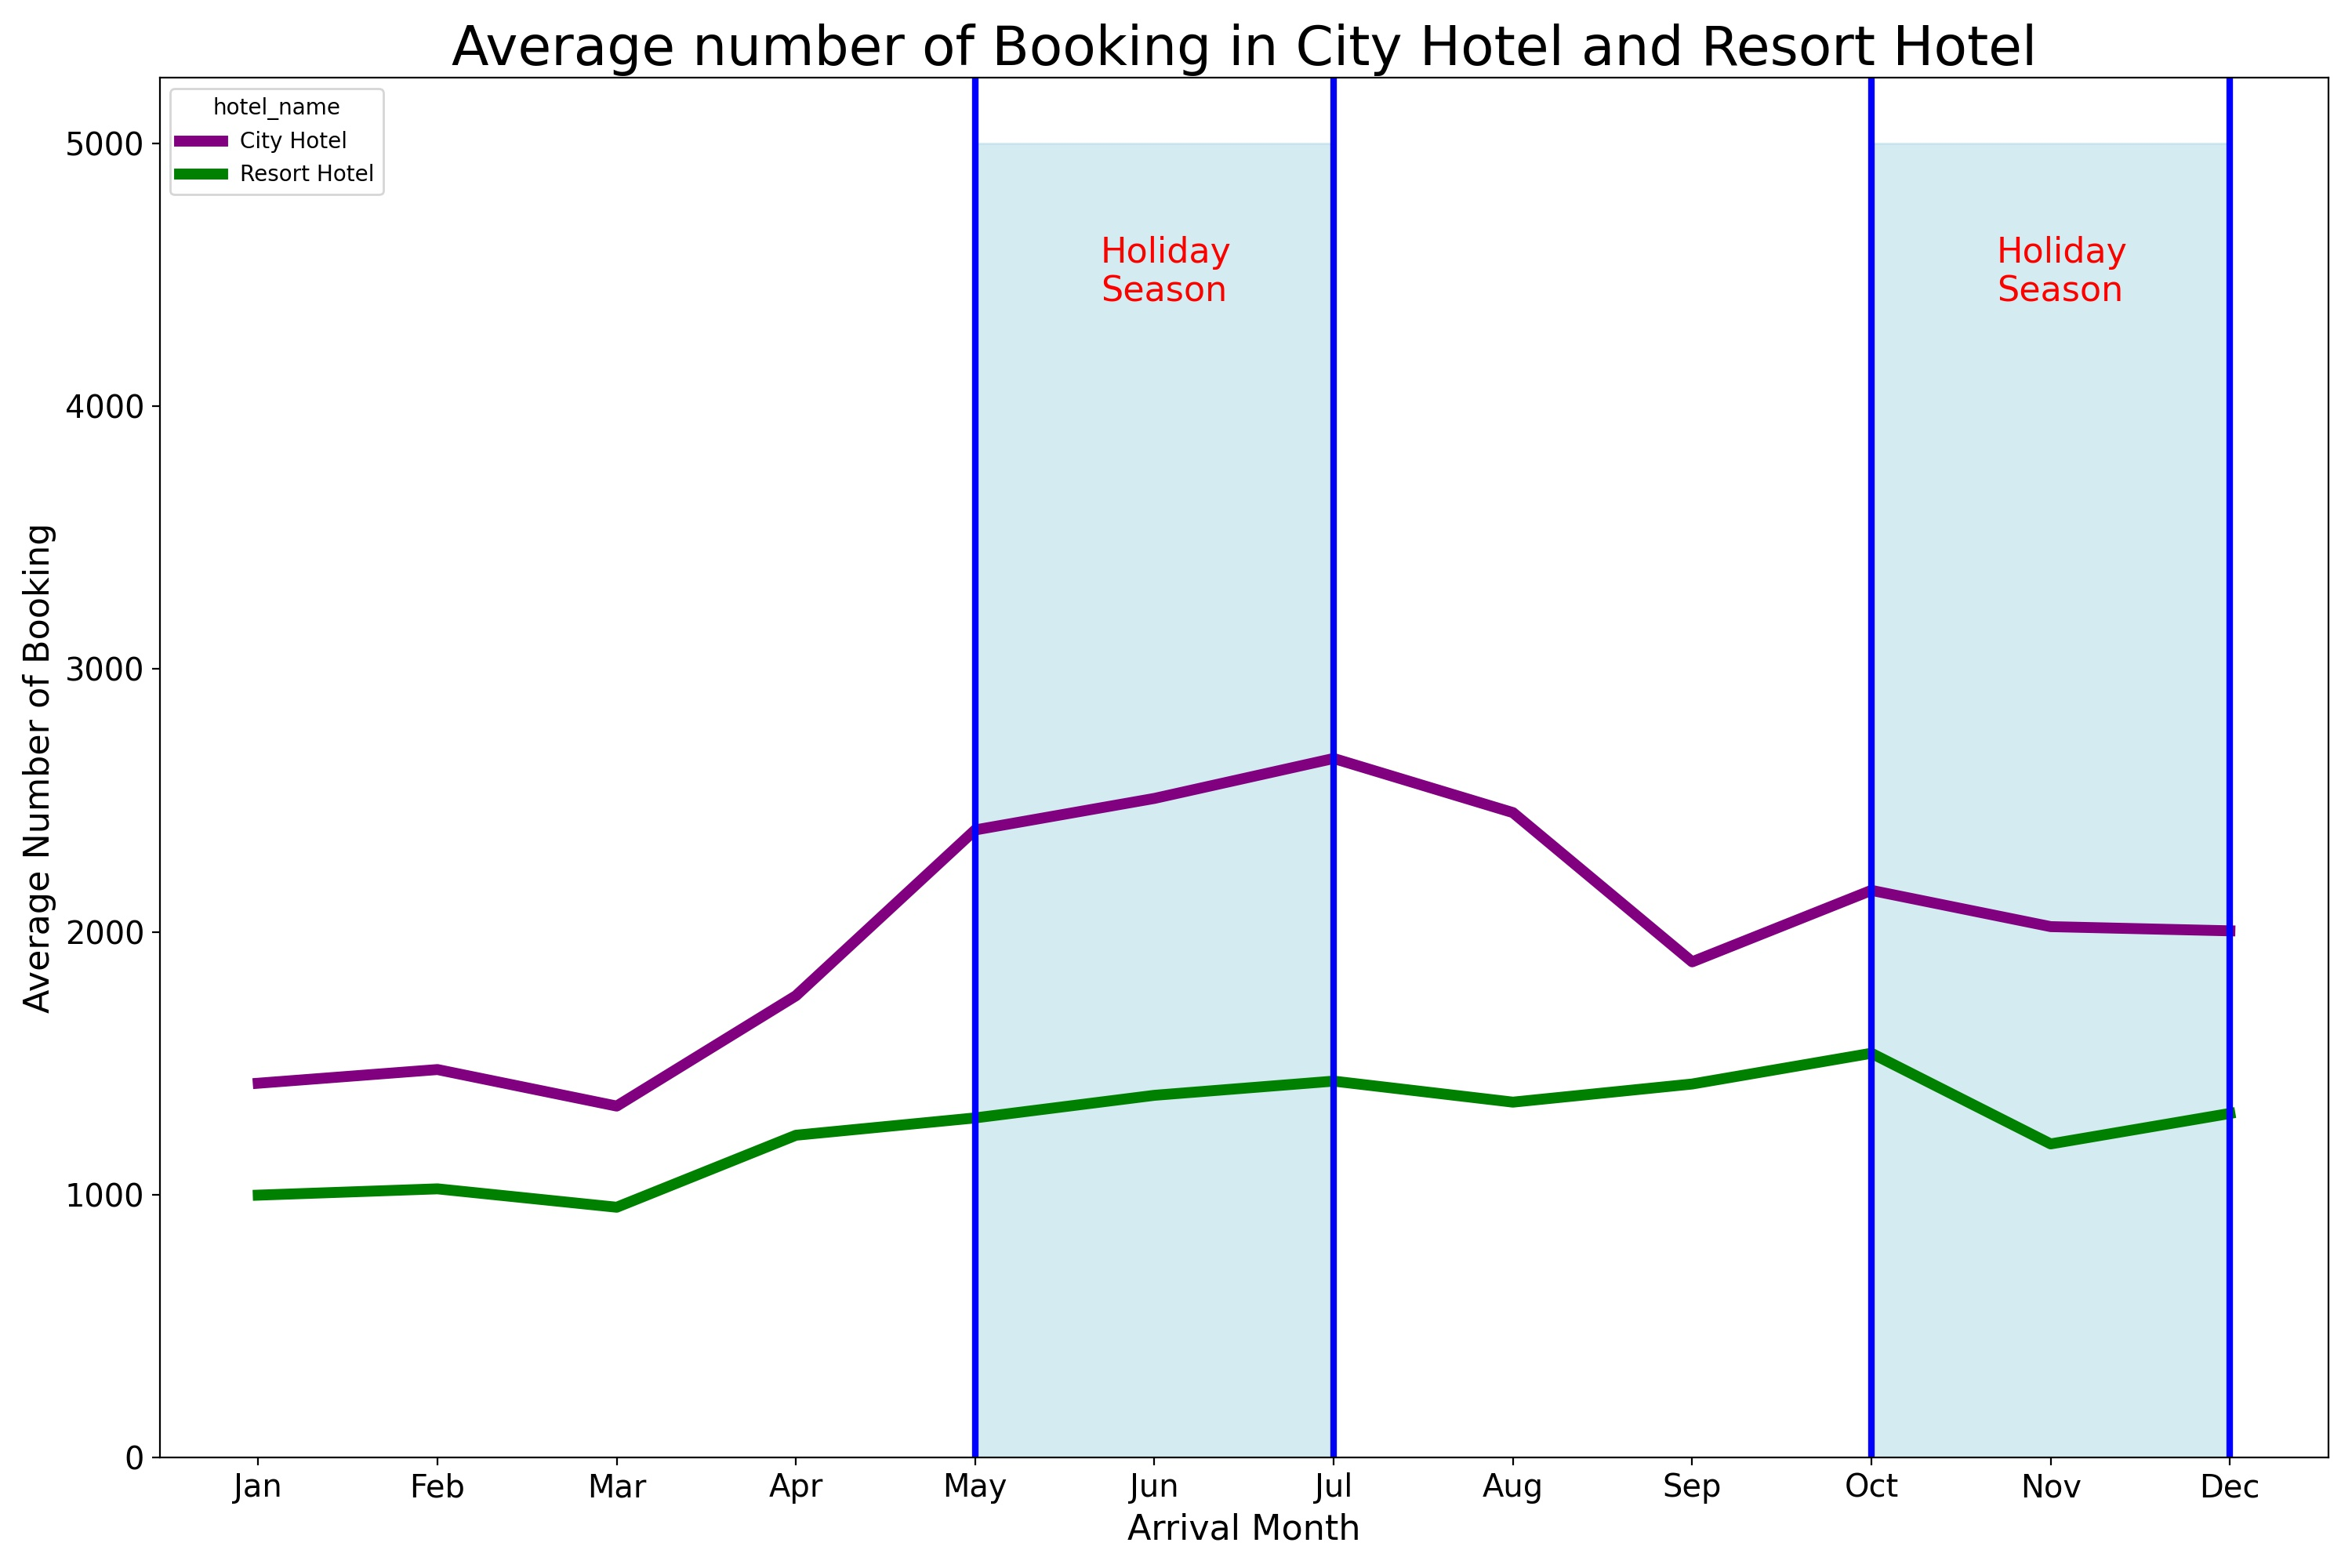 Average number of Booking in City Hotel and Resort Hotel
hotel_name
City Hotel
Resort Hotel
Holiday
Season
Holiday
Season
Average Number of Booking
5000
4000
3000
2000
1000
0
Jan Feb Mar Apr May Jun Jul Aug Sep Oct Nov Dec
Arrival Month